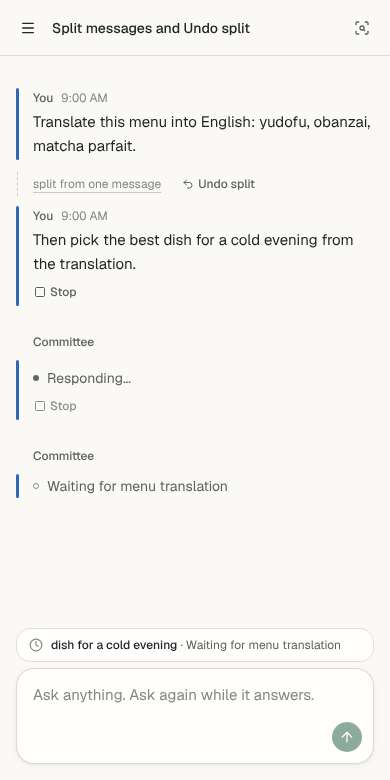 Split messages and Undo split
You 9:00 AM
Translate this menu into English: yudofu, obanzai,
matcha parfait.
split from one message Undo split
You 9:00 AM
Then pick the best dish for a cold evening from
the translation.
Stop
Committee
Responding...
Stop
Committee
Waiting for menu translation
dish for a cold evening · Waiting for menu translation
Ask anything. Ask again while it answers.